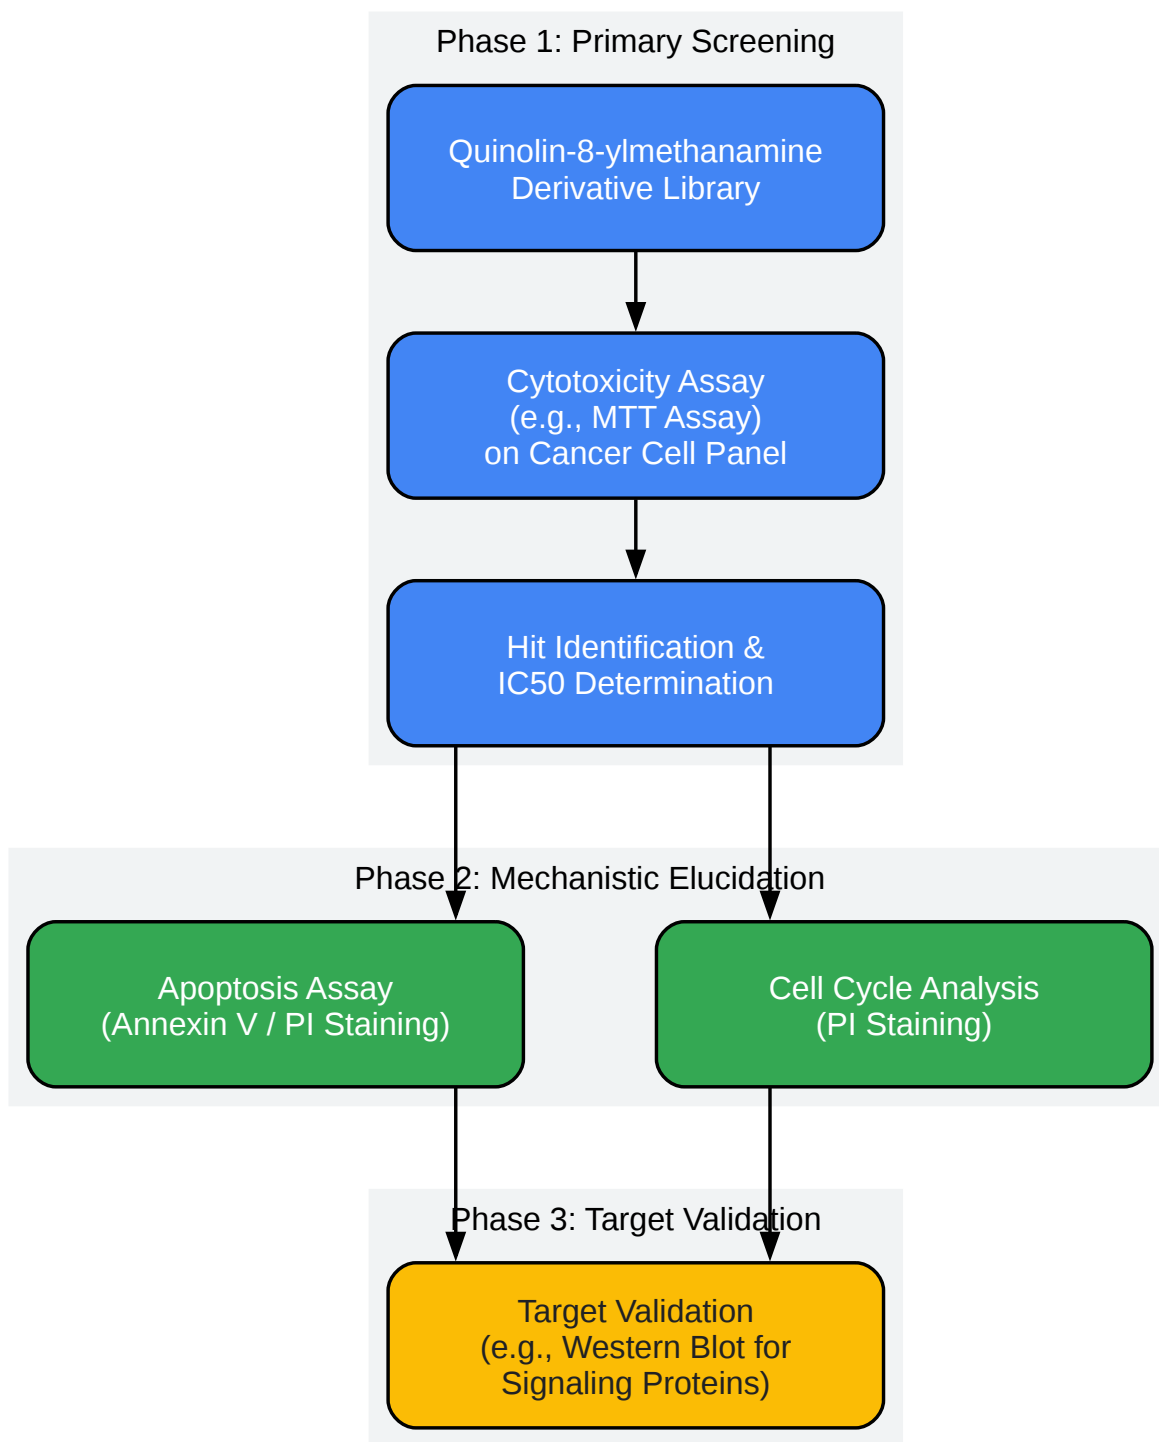 Phase 1: Primary Screening
Quinolin-8-ylmethanamine
Derivative Library
Cytotoxicity Assay
(e.g., MTT Assay)
on Cancer Cell Panel
Hit Identification &
IC50 Determination
Phase 2: Mechanistic Elucidation
Apoptosis Assay
(Annexin V / PI Staining)
Cell Cycle Analysis
(PI Staining)
Phase 3: Target Validation
Target Validation
(e.g., Western Blot for
Signaling Proteins)